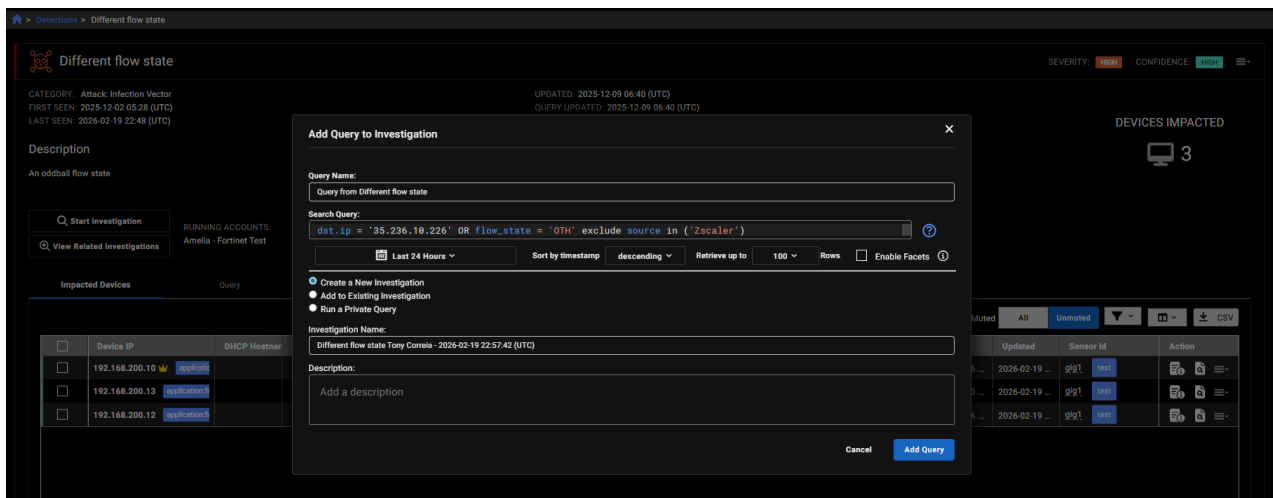 > Detections > Different flow state
Different flow state
SEVERITY: HIGH CONFIDENCE: HIGH
CATEGORY: Attack: Infection Vector
FIRST SEEN: 2025-12-02 05:28 (UTC)
LAST SEEN: 2026-02-19 22:48 (UTC)
UPDATED: 2025-12-09 06:40 (UTC)
QUERY UPDATED: 2025-12-09 06:40 (UTC)
DEVICES IMPACTED
3
Description
An oddball flow state
Start Investigation
View Related Investigations
RUNNING ACCOUNTS:
Amelia - Fortinet Test
Impacted Devices Query
Add Query to Investigation
Query Name:
Query from Different flow state
Search Query:
dst.ip = '35.236.10.226' OR flow_state = 'OTH' exclude source in ('Zscaler')
Last 24 Hours Sort by timestamp descending Retrieve up to 100 Rows Enable Facets
Create a New Investigation
Add to Existing Investigation
Run a Private Query
Investigation Name:
Different flow state Tony Correia - 2026-02-19 22:57:42 (UTC)
Description:
Add a description
Cancel Add Query
Muted All Unmuted CSV
Device IP DHCP Hostnar Updated Sensor Id Action
192.168.200.10 applicatio 2026-02-19 ... gig1 test
192.168.200.13 application:fi 2026-02-19 ... gig1 test
192.168.200.12 application:fi 2026-02-19 ... gig1 test